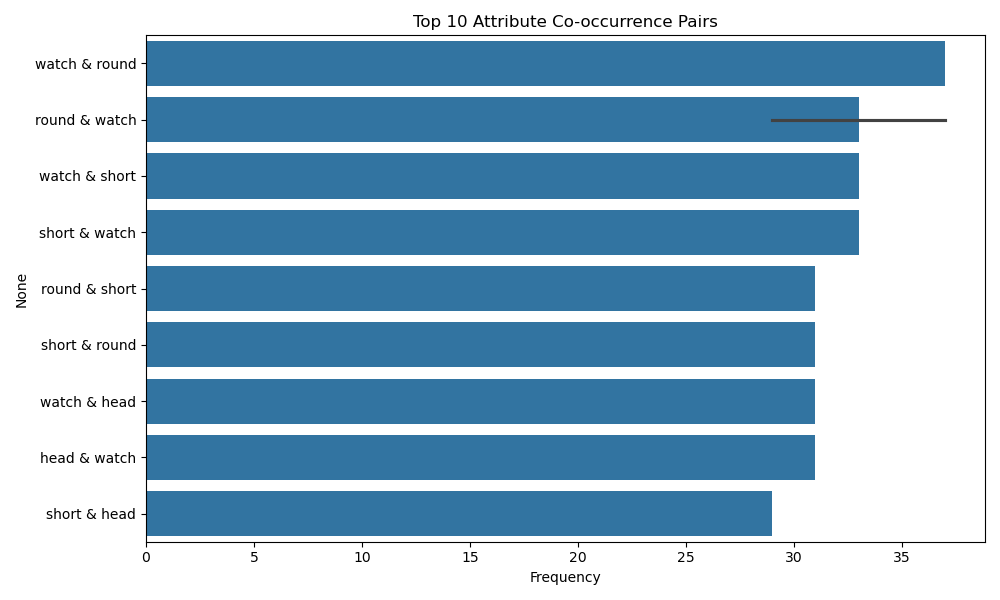 Top 10 Attribute Co-occurrence Pairs
watch & round
round & watch
watch & short
short & watch
round & short
short & round
watch & head
head & watch
short & head
None
0 5 10 15 20 25 30 35
Frequency